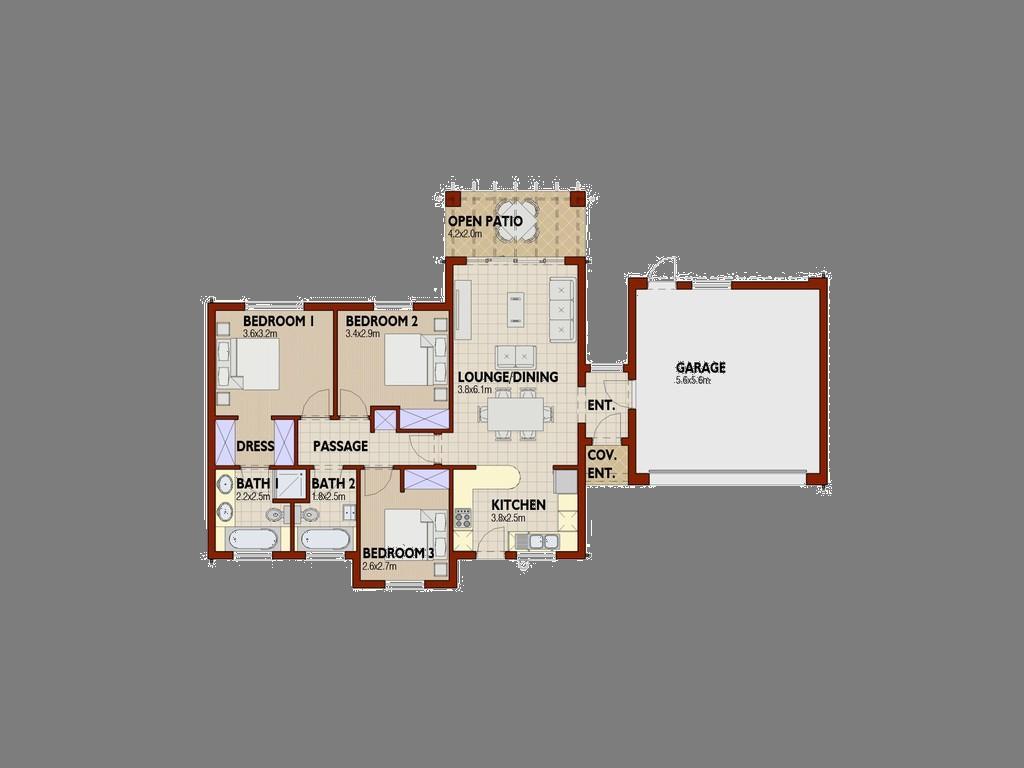 OPEN PATIO
4.2x2.0m
BEDROOM 1
3.6x3.2m
BEDROOM 2
3.4x2.9m
LOUNGE/DINING
3.8x6.1m
GARAGE
5.6x5.6m
ENT.
DRESS
PASSAGE
COV.
ENT.
BATH 1
2.2x2.5m
BATH 2
1.8x2.5m
KITCHEN
3.8x2.5m
BEDROOM 3
2.6x2.7m